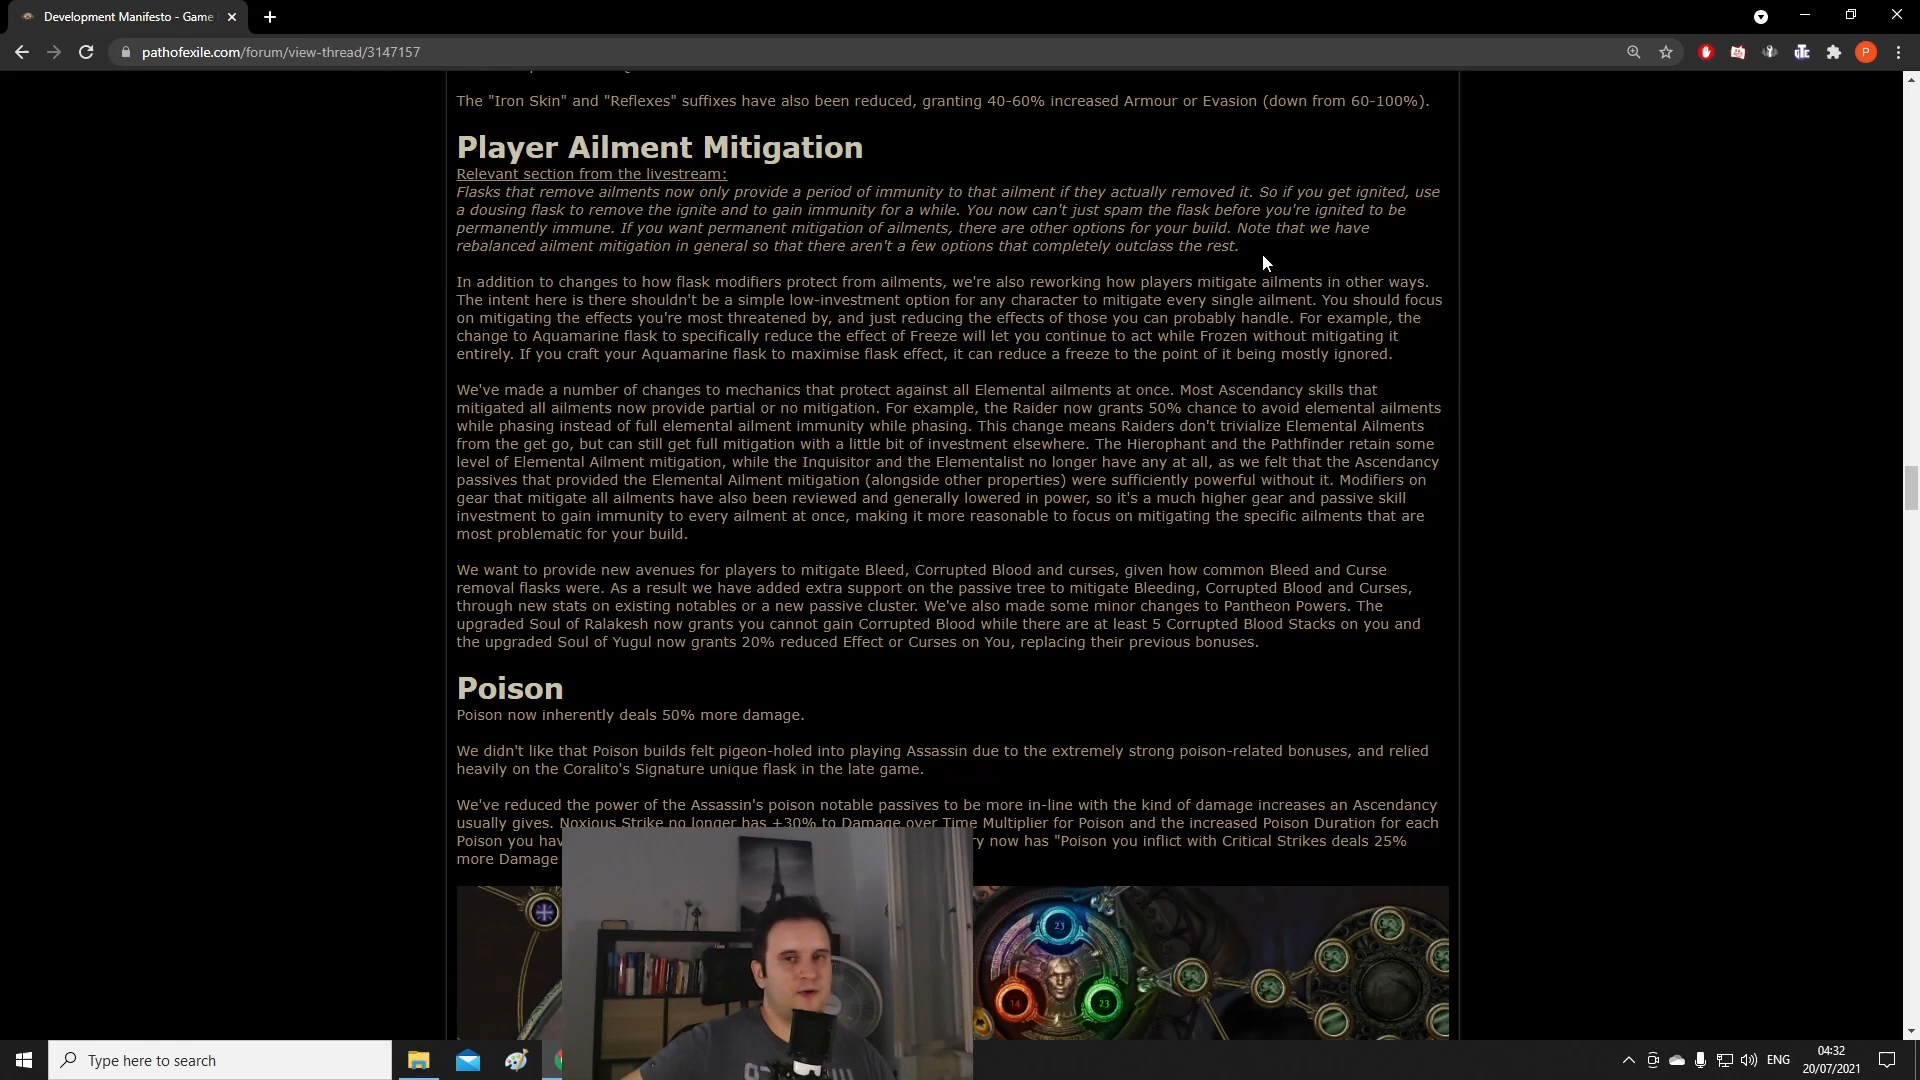 Development Manifesto - Game
pathofexile.com/forum/view-thread/3147157
P
The "Iron Skin" and "Reflexes" suffixes have also been reduced, granting 40-60% increased Armour or Evasion (down from 60-100%).
Player Ailment Mitigation
Relevant section from the livestream:
Flasks that remove ailments now only provide a period of immunity to that ailment if they actually removed it. So if you get ignited, use
a dousing flask to remove the ignite and to gain immunity for a while. You now can't just spam the flask before you're ignited to be
permanently immune. If you want permanent mitigation of ailments, there are other options for your build. Note that we have
rebalanced ailment mitigation in general so that there aren't a few options that completely outclass the rest.
In addition to changes to how flask modifiers protect from ailments, we're also reworking how players mitigate ailments in other ways.
The intent here is there shouldn't be a simple low-investment option for any character to mitigate every single ailment. You should focus
on mitigating the effects you're most threatened by, and just reducing the effects of those you can probably handle. For example, the
change to Aquamarine flask to specifically reduce the effect of Freeze will let you continue to act while Frozen without mitigating it
entirely. If you craft your Aquamarine flask to maximise flask effect, it can reduce a freeze to the point of it being mostly ignored.
We've made a number of changes to mechanics that protect against all Elemental ailments at once. Most Ascendancy skills that
mitigated all ailments now provide partial or no mitigation. For example, the Raider now grants 50% chance to avoid elemental ailments
while phasing instead of full elemental ailment immunity while phasing. This change means Raiders don't trivialize Elemental Ailments
from the get go, but can still get full mitigation with a little bit of investment elsewhere. The Hierophant and the Pathfinder retain some
level of Elemental Ailment mitigation, while the Inquisitor and the Elementalist no longer have any at all, as we felt that the Ascendancy
passives that provided the Elemental Ailment mitigation (alongside other properties) were sufficiently powerful without it. Modifiers on
gear that mitigate all ailments have also been reviewed and generally lowered in power, so it's a much higher gear and passive skill
investment to gain immunity to every ailment at once, making it more reasonable to focus on mitigating the specific ailments that are
most problematic for your build.
We want to provide new avenues for players to mitigate Bleed, Corrupted Blood and curses, given how common Bleed and Curse
removal flasks were. As a result we have added extra support on the passive tree to mitigate Bleeding, Corrupted Blood and Curses,
through new stats on existing notables or a new passive cluster. We've also made some minor changes to Pantheon Powers. The
upgraded Soul of Ralakesh now grants you cannot gain Corrupted Blood while there are at least 5 Corrupted Blood Stacks on you and
the upgraded Soul of Yugul now grants 20% reduced Effect or Curses on You, replacing their previous bonuses.
Poison
Poison now inherently deals 50% more damage.
We didn't like that Poison builds felt pigeon-holed into playing Assassin due to the extremely strong poison-related bonuses, and relied
heavily on the Coralito's Signature unique flask in the late game.
We've reduced the power of the Assassin's poison notable passives to be more in-line with the kind of damage increases an Ascendancy
usually gives. Noxious Strike no longer has +30% to Damage over Time Multiplier for Poison and the increased Poison Duration for each
Poison you now has "Poison you inflict with Critical Strikes deals 25%
more Damage
23
14
23
Type here to search
ENG
04:32
20/07/2021